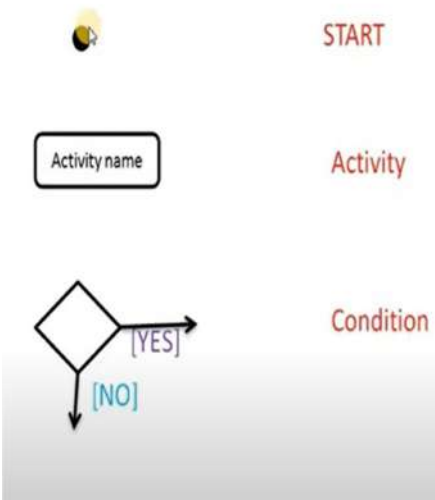 START
Activity name
Activity
Condition
[YES]
[NO]